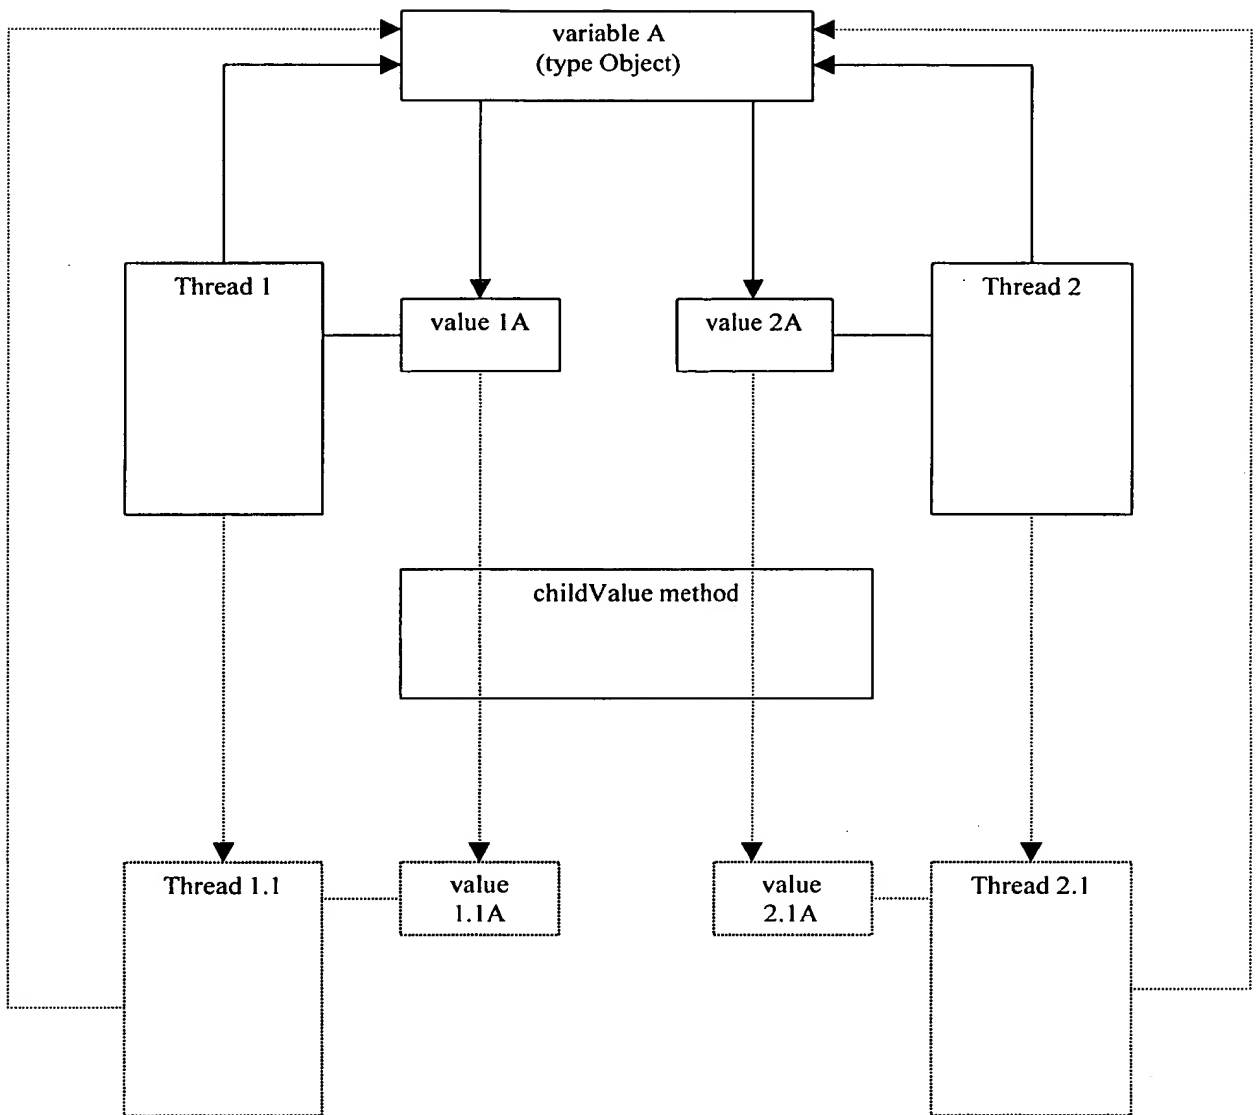 variable A
(type Object)
Thread 1
value 1A
value 2A
Thread 2
childValue method
Thread 1.1
value
1.1A
value
2.1A
Thread 2.1